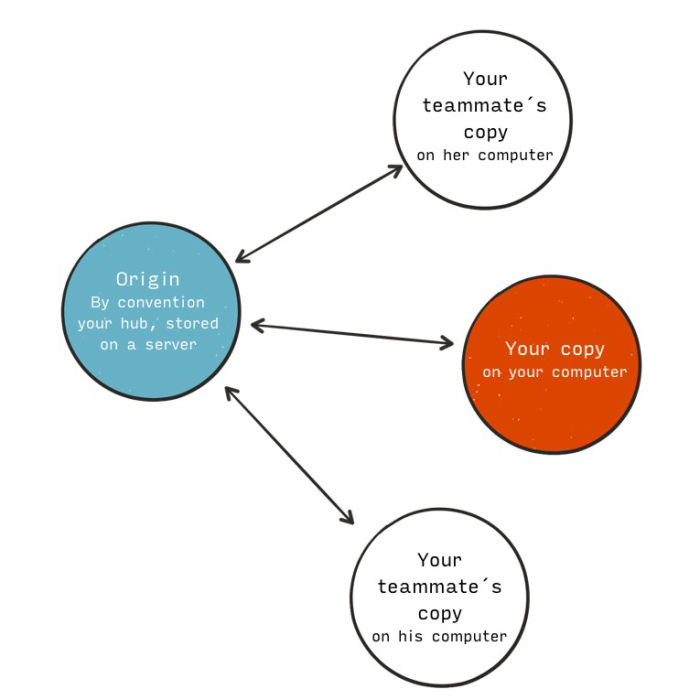 Your
teammate´s
copy
on her computer
Origin
By convention
your hub, stored
on a server
Your copy
on your computer
Your
teammate´s
copy
on his computer